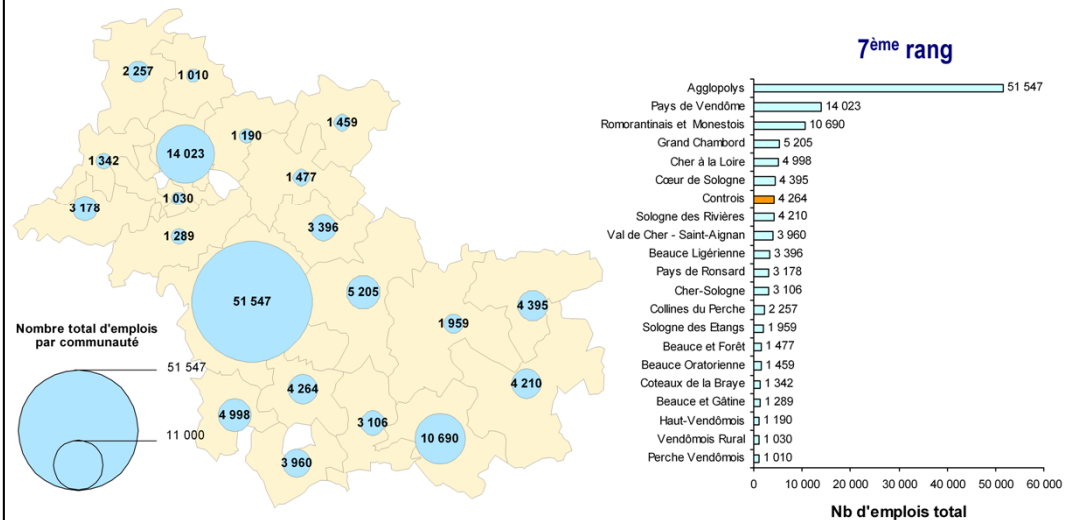 2 257
1 010
1 459
1 190
14 023
1 342
1 477
1 030
3 178
3 396
1 289
51 547
5 205
4 395
1 959
4 264
4 210
4 998
3 106
10 690
3 960
Nombre total d'emplois
par communauté
51 547
11 000
7ème rang
Agglopolys 51 547
Pays de Vendôme 14 023
Romorantinais et Monestois 10 690
Grand Chambord 5 205
Cher à la Loire 4 998
Cœur de Sologne 4 395
Controis 4 264
Sologne des Rivières 4 210
Val de Cher - Saint-Aignan 3 960
Beauce Ligérienne 3 396
Pays de Ronsard 3 178
Cher-Sologne 3 106
Collines du Perche 2 257
Sologne des Etangs 1 959
Beauce et Forêt 1 477
Beauce Oratorienne 1 459
Coteaux de la Braye 1 342
Beauce et Gâtine 1 289
Haut-Vendômois 1 190
Vendômois Rural 1 030
Perche Vendômois 1 010
0 10 000 20 000 30 000 40 000 50 000 60 000
Nb d'emplois total